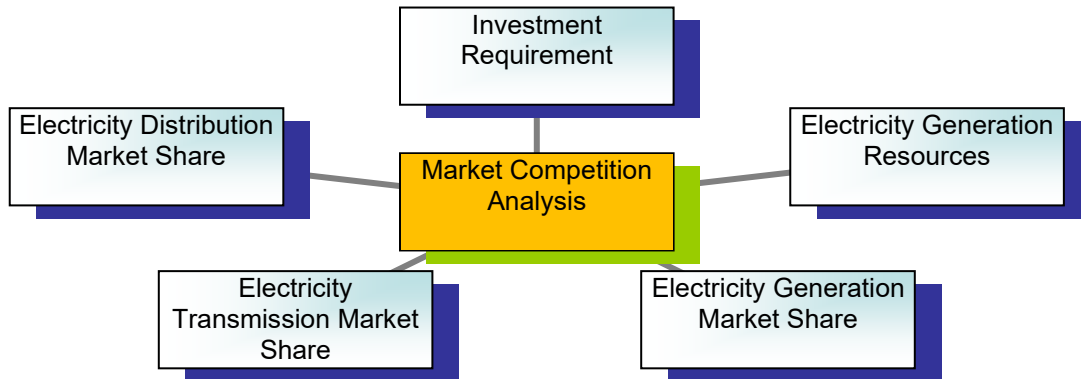 Investment
Requirement
Electricity Distribution
Market Share
Electricity Generation
Resources
Market Competition
Analysis
Electricity
Transmission Market
Share
Electricity Generation
Market Share